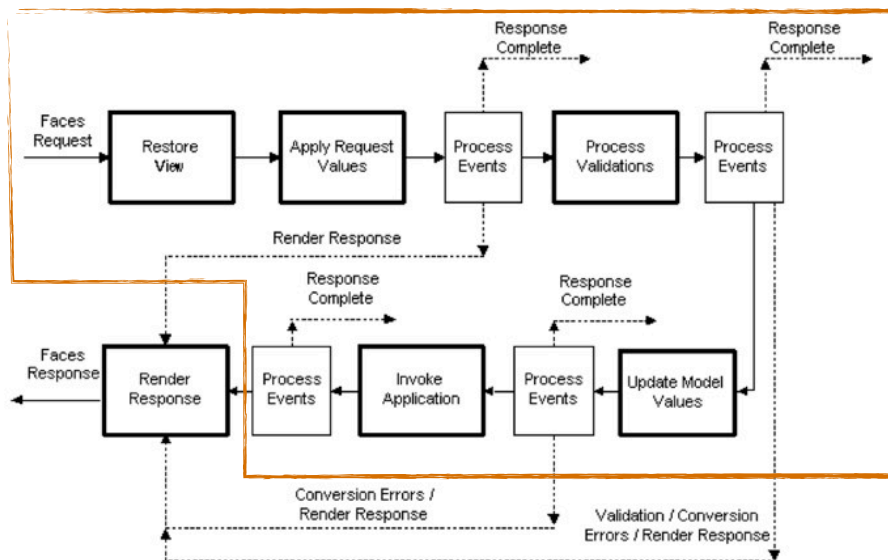 Response
Complete
Response
Complete
Faces
Request
Restore
View
Apply Request
Values
Process
Events
Process
Validations
Process
Events
Render Response
Response
Complete
Response
Complete
Faces
Response
Render
Response
Process
Events
Invoke
Application
Process
Events
Update Model
Values
Conversion Errors /
Render Response
Validation / Conversion
Errors / Render Response